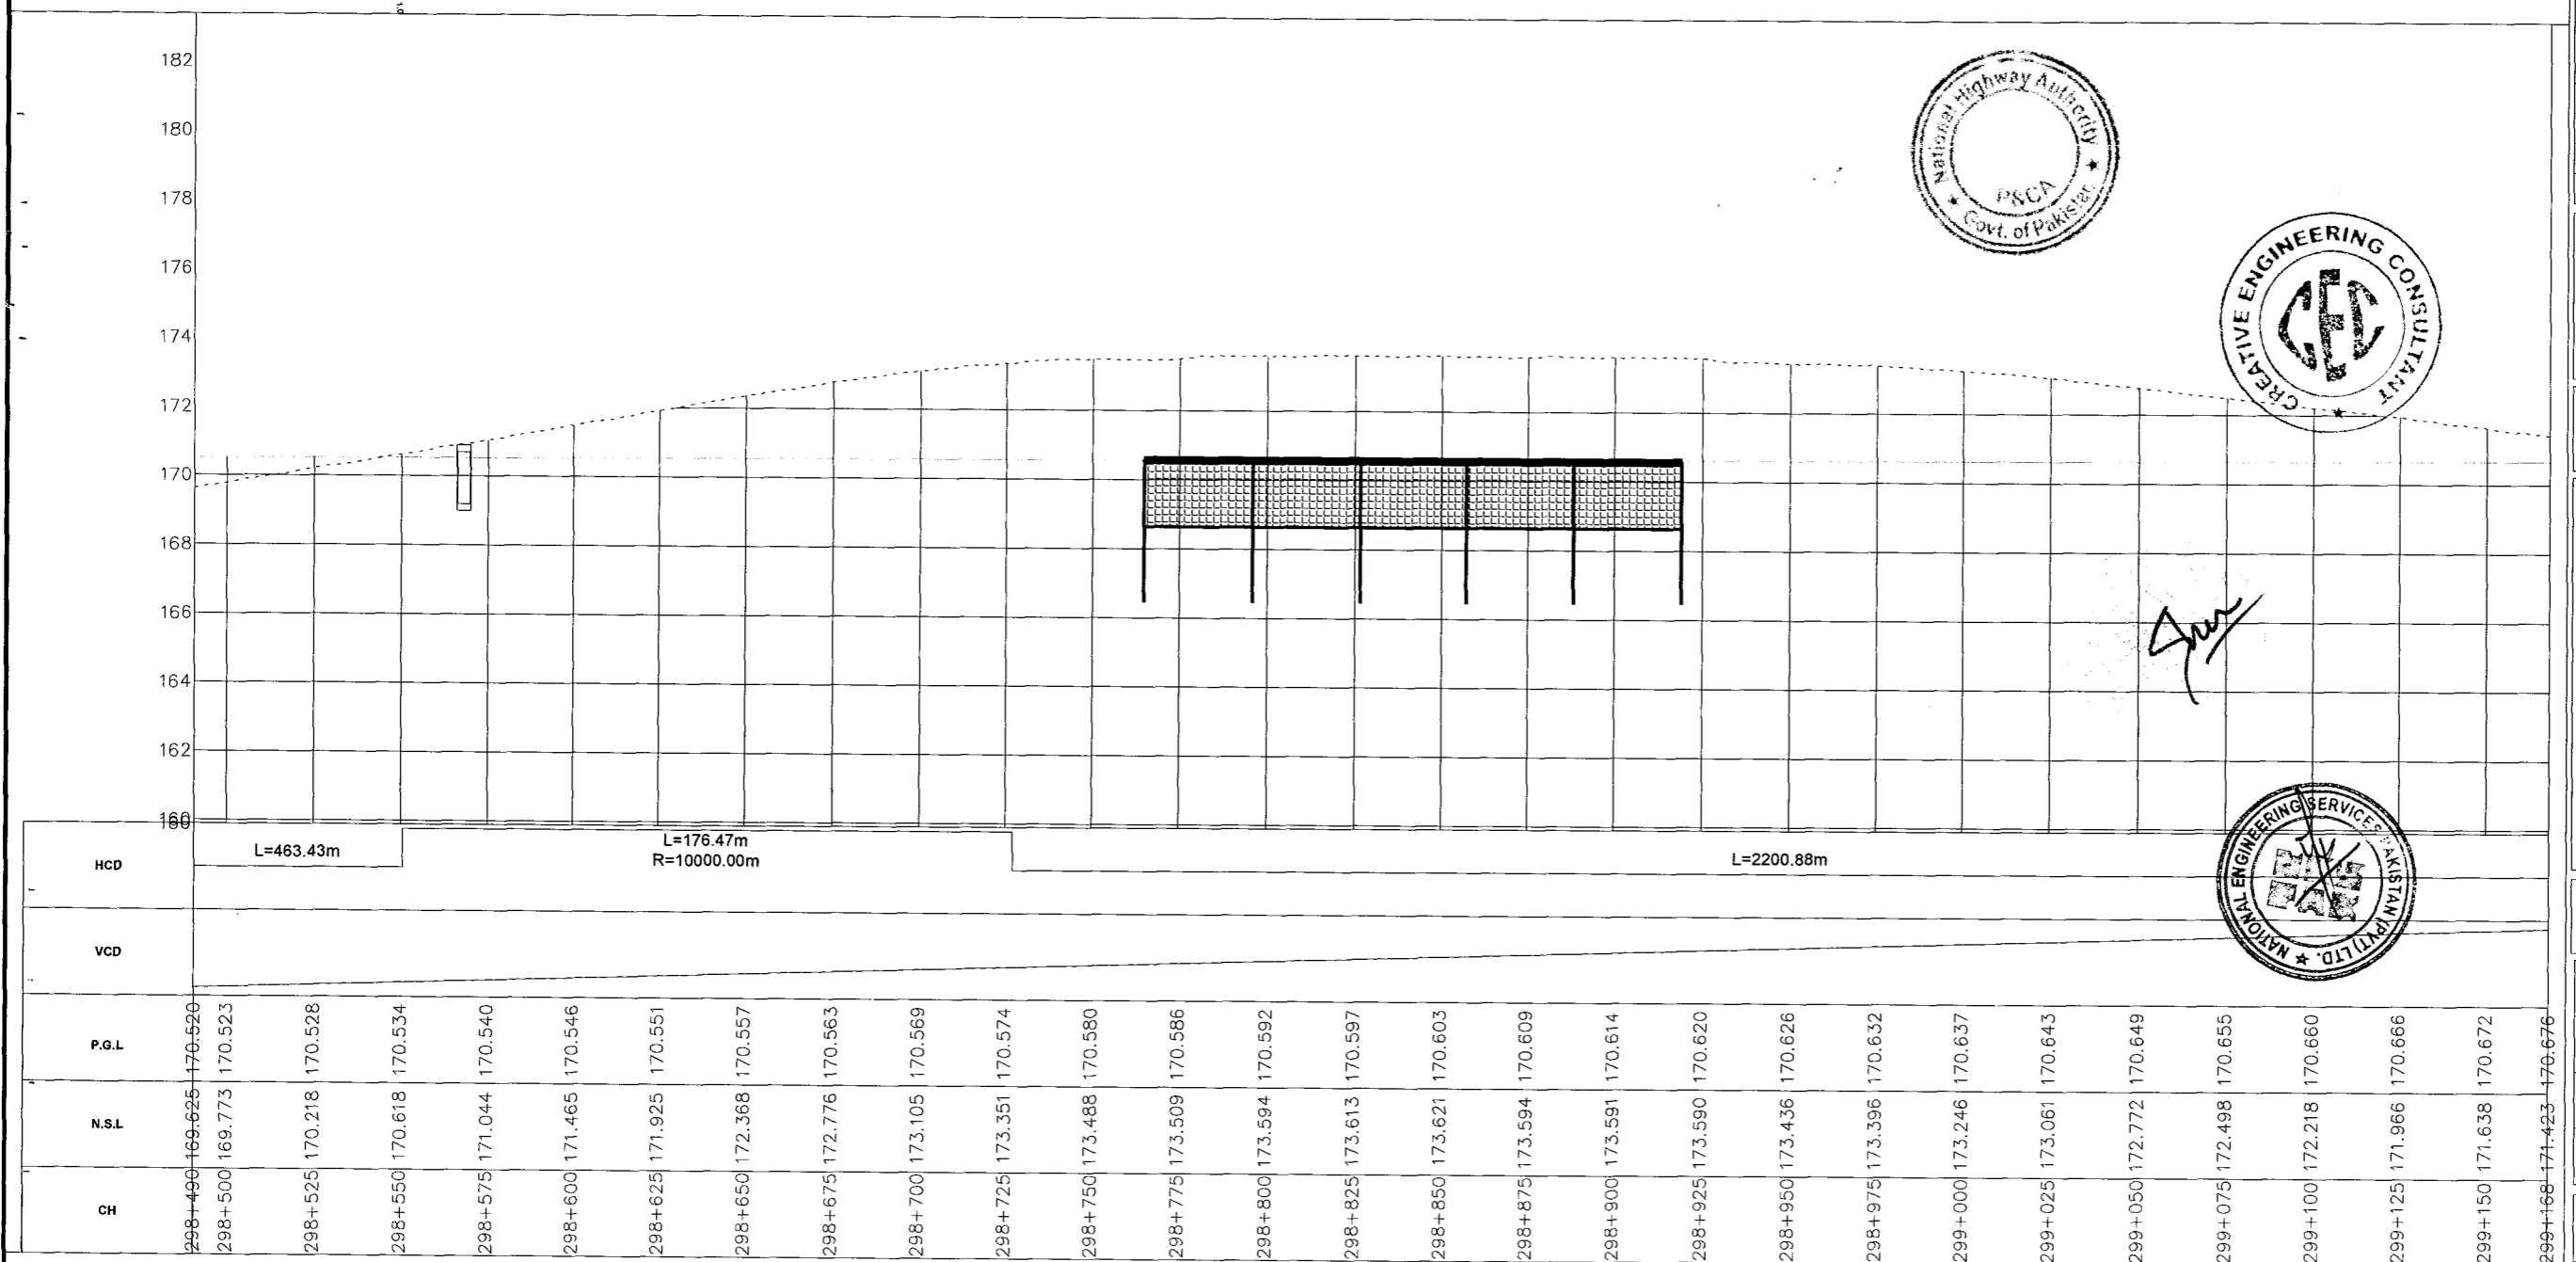 182
180
178
176
174
172
170
168
166
164
162
160
National Highway Authority
P&CA
Govt. of Pakistan
CREATIVE ENGINEERING CONSULTANT
CEC
NATIONAL ENGINEERING SERVICES PAKISTAN (PVT) LTD.
HCD
L=463.43m
L=176.47m
R=10000.00m
L=2200.88m
VCD
P.G.L 170.520 170.523 170.528 170.534 170.540 170.546 170.551 170.557 170.563 170.569 170.574 170.580 170.586 170.592 170.597 170.603 170.609 170.614 170.620 170.626 170.632 170.637 170.643 170.649 170.655 170.660 170.666 170.672 170.676
N.S.L 169.625 169.773 170.218 170.618 171.044 171.465 171.925 172.368 172.776 173.105 173.351 173.488 173.509 173.594 173.613 173.621 173.594 173.591 173.590 173.436 173.396 173.246 173.061 172.772 172.498 172.218 171.966 171.638 171.423
CH 298+490 298+500 298+525 298+550 298+575 298+600 298+625 298+650 298+675 298+700 298+725 298+750 298+775 298+800 298+825 298+850 298+875 298+900 298+925 298+950 298+975 299+000 299+025 299+050 299+075 299+100 299+125 299+150 299+168